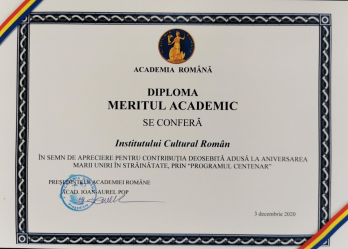 ACADEMIA ROMÂNĂ
DIPLOMA
MERITUL ACADEMIC
SE CONFERĂ
Institutului Cultural Român
ÎN SEMN DE APRECIERE PENTRU CONTRIBUȚIA DEOSEBITĂ ADUSĂ LA ANIVERSAREA
MARII UNIRI ÎN STRĂINĂTATE, PRIN "PROGRAMUL CENTENAR"
PREȘEDINTELE ACADEMIEI ROMÂNE
ACAD. IOAN-AUREL POP
3 decembrie 2020